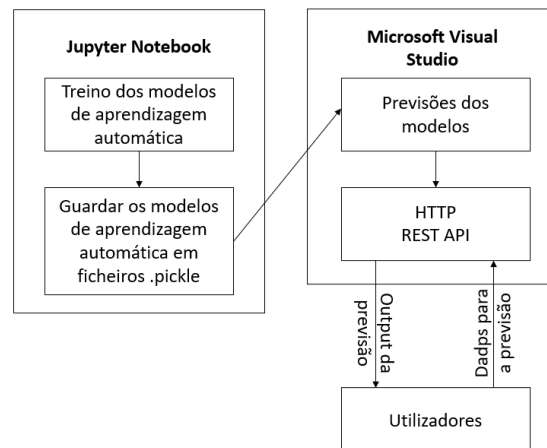 Jupyter Notebook
Treino dos modelos
de aprendizagem
automática
Guardar os modelos
de aprendizagem
automática em
ficheiros .pickle
Microsoft Visual
Studio
Previsões dos
modelos
HTTP
REST API
Output da
previsão
Dadps para
a previsão
Utilizadores